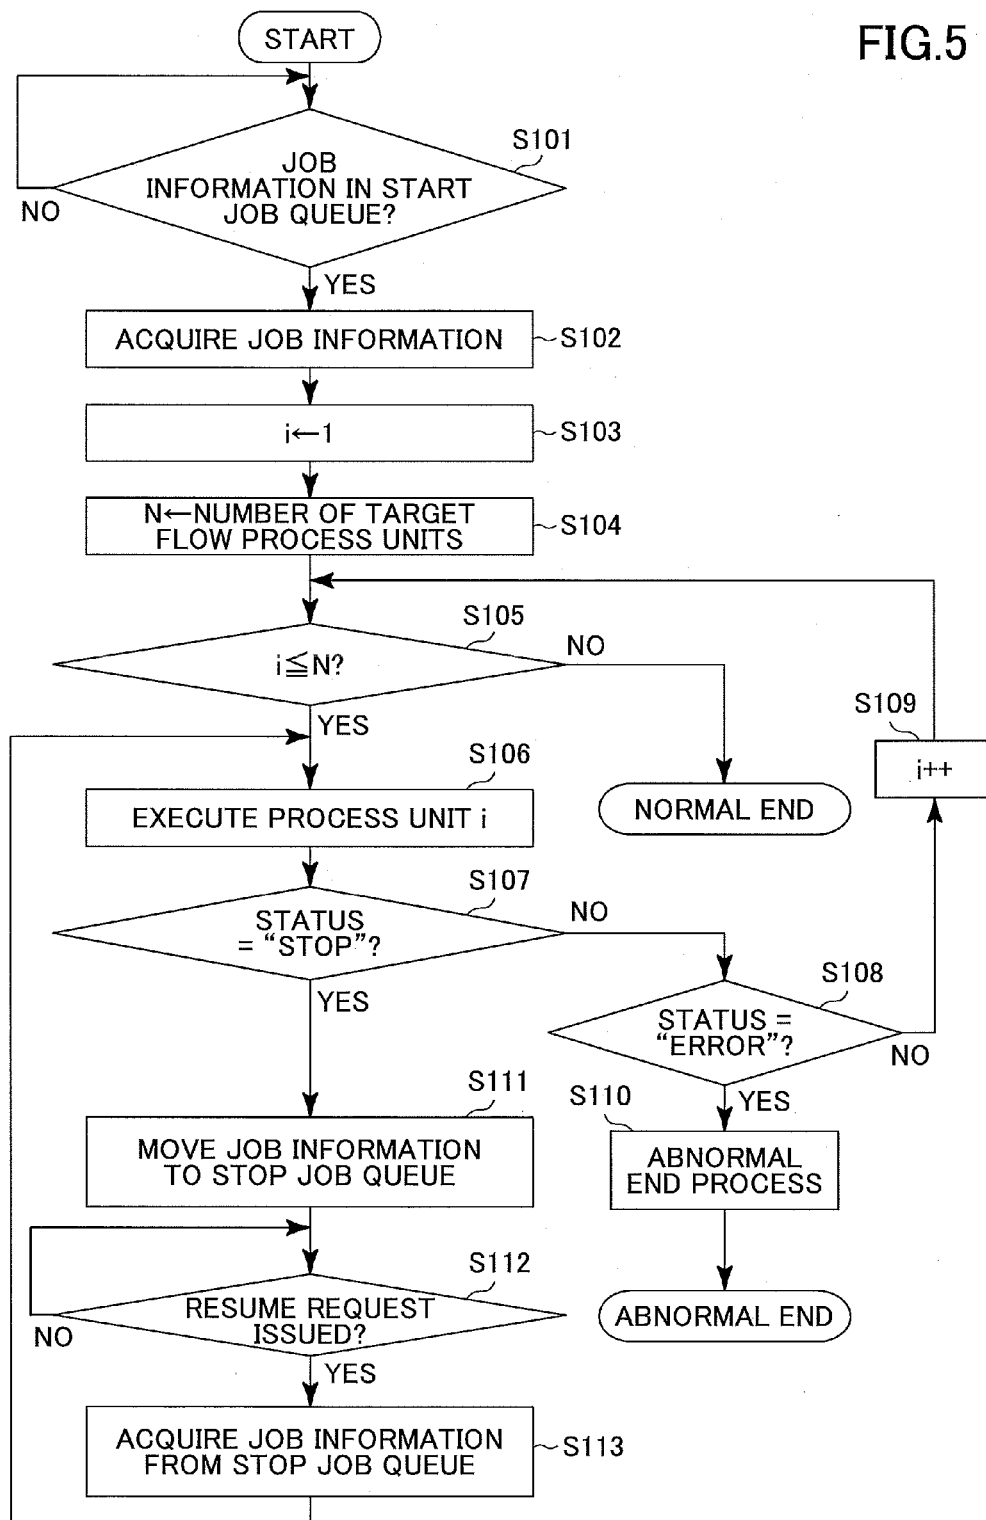 FIG.5
START
S101
JOB
INFORMATION IN START
JOB QUEUE?
NO
YES
ACQUIRE JOB INFORMATION
S102
i←1
S103
N←NUMBER OF TARGET
FLOW PROCESS UNITS
S104
S105
i≦N?
NO
YES
S109
i++
S106
EXECUTE PROCESS UNIT i
NORMAL END
S107
STATUS
= “STOP”?
NO
YES
S108
STATUS =
“ERROR”?
NO
YES
S111
MOVE JOB INFORMATION
TO STOP JOB QUEUE
S110
ABNORMAL
END PROCESS
S112
RESUME REQUEST
ISSUED?
NO
YES
ABNORMAL END
ACQUIRE JOB INFORMATION
FROM STOP JOB QUEUE
S113